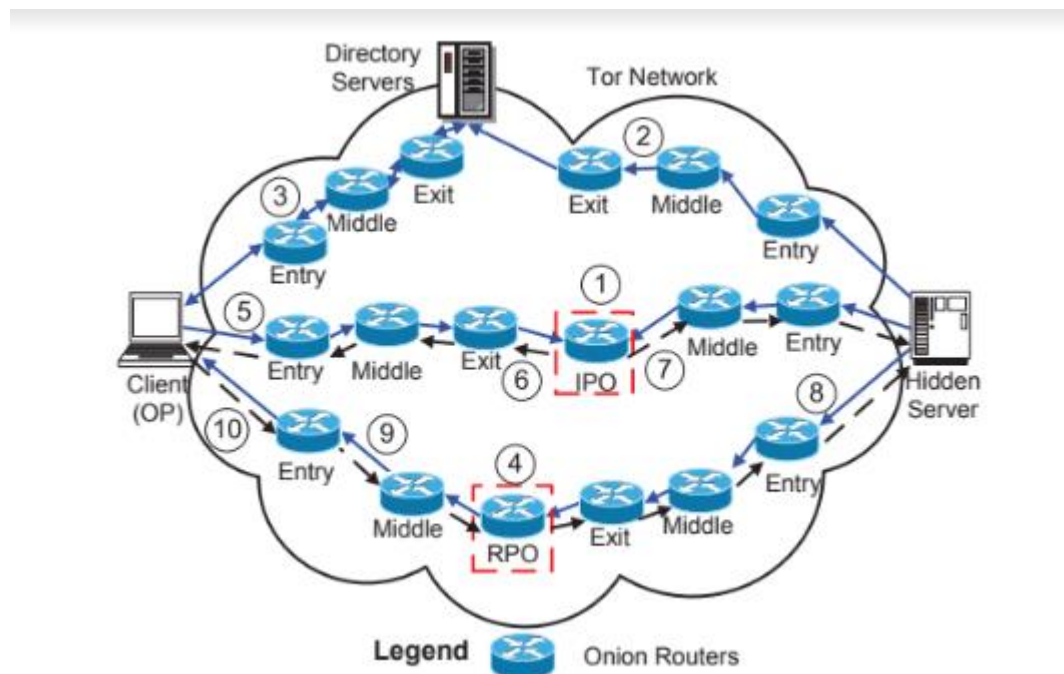 Directory
Servers
Tor Network
2
Exit
Exit
Middle
3
Middle
Entry
Entry
1
5
Entry
Middle
Exit
IPO
Middle
Entry
6
7
Client
(OP)
Hidden
Server
8
10
9
4
Entry
Entry
Middle
RPO
Exit
Middle
Legend
Onion Routers